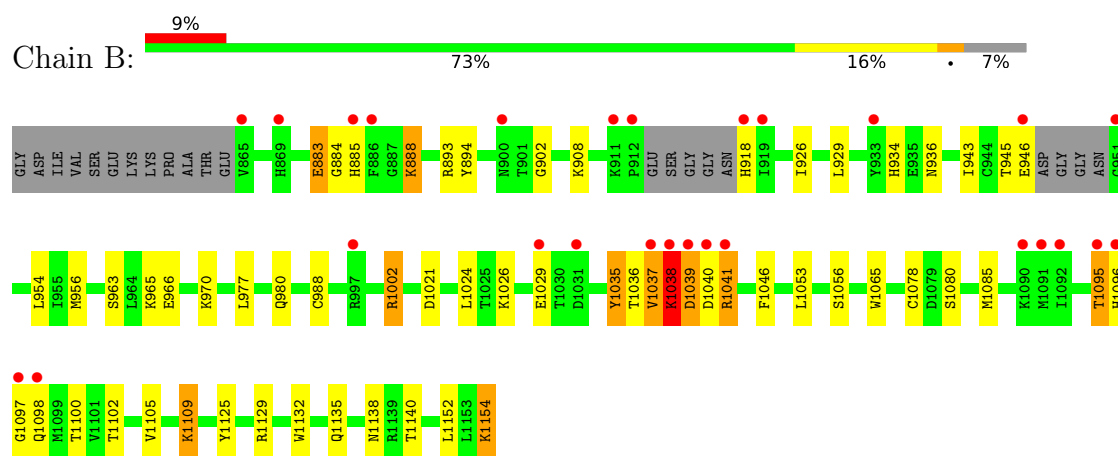 9%
Chain B:
73% 16% • 7%
GLY ASP ILE VAL SER GLU LYS LYS PRO ALA THR GLU V865 H869 E883 G884 H885 F886 G887 K888 R893 Y894 N900 T901 G902 K908 K911 P912 GLU SER GLY GLY ASN H918 I919 I926 L929 Y933 H934 E935 N936 I943 C944 T945 E946 ASP GLY GLY ASN G951
L954 I955 M956 S963 L964 K965 E966 K970 L977 Q980 C988 R997 R1002 D1021 L1024 T1025 K1026 E1029 T1030 D1031 Y1035 T1036 V1037 K1038 D1039 D1040 R1041 F1046 L1053 S1056 W1065 C1078 D1079 S1080 M1085 K1090 M1091 I1092 T1095 H1096
G1097 Q1098 M1099 T1100 V1101 T1102 V1105 K1109 Y1125 R1129 W1132 Q1135 N1138 R1139 T1140 L1152 L1153 K1154